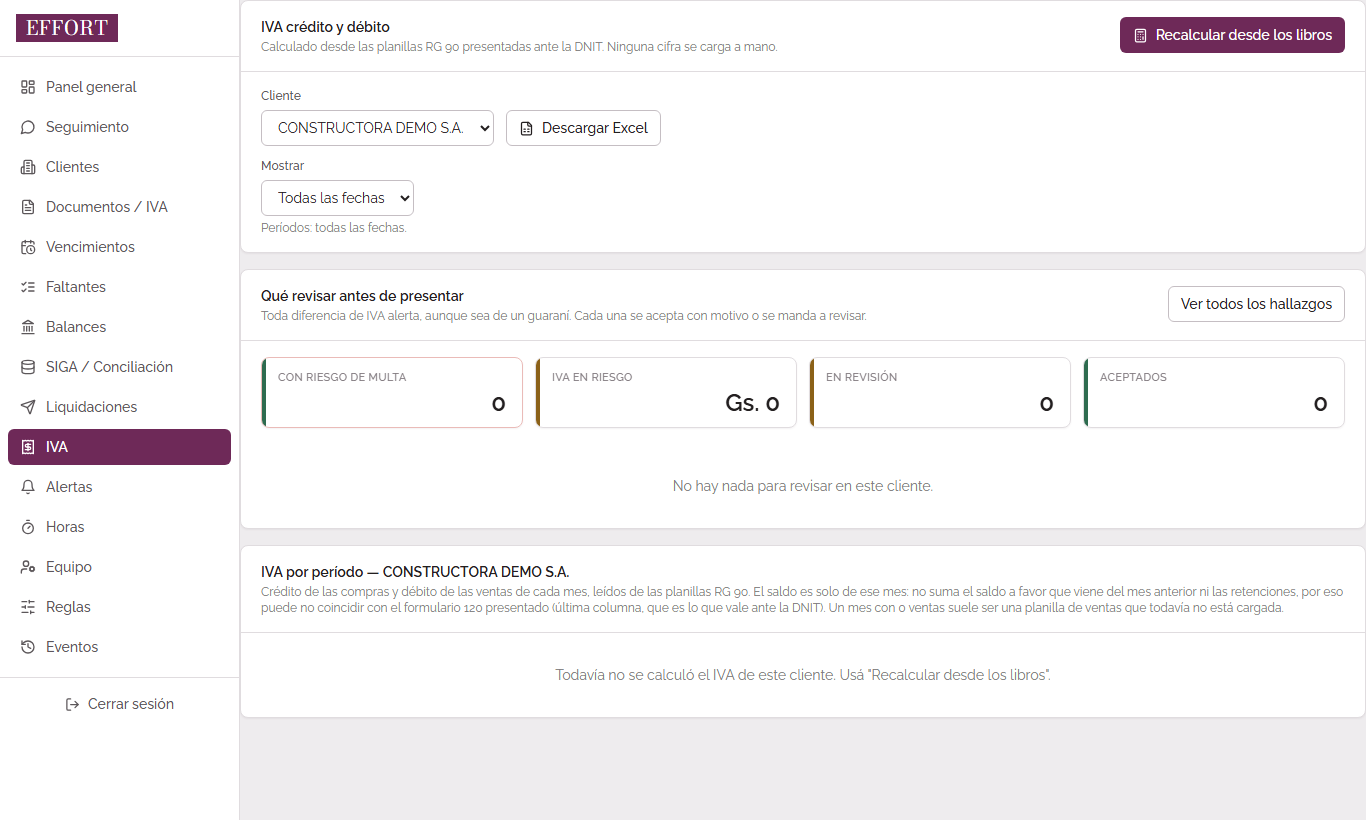 EFFORT
Panel general
Seguimiento
Clientes
Documentos / IVA
Vencimientos
Faltantes
Balances
SIGA / Conciliación
Liquidaciones
IVA
Alertas
Horas
Equipo
Reglas
Eventos
Cerrar sesión
IVA crédito y débito
Calculado desde las planillas RG 90 presentadas ante la DNIT. Ninguna cifra se carga a mano.
Recalcular desde los libros
Cliente
CONSTRUCTORA DEMO S.A.
Descargar Excel
Mostrar
Todas las fechas
Períodos: todas las fechas.
Qué revisar antes de presentar
Toda diferencia de IVA alerta, aunque sea de un guaraní. Cada una se acepta con motivo o se manda a revisar.
Ver todos los hallazgos
CON RIESGO DE MULTA
0
IVA EN RIESGO
Gs. 0
EN REVISIÓN
0
ACEPTADOS
0
No hay nada para revisar en este cliente.
IVA por período — CONSTRUCTORA DEMO S.A.
Crédito de las compras y débito de las ventas de cada mes, leídos de las planillas RG 90. El saldo es solo de ese mes: no suma el saldo a favor que viene del mes anterior ni las retenciones, por eso
puede no coincidir con el formulario 120 presentado (última columna, que es lo que vale ante la DNIT). Un mes con 0 ventas suele ser una planilla de ventas que todavía no está cargada.
Todavía no se calculó el IVA de este cliente. Usá "Recalcular desde los libros".